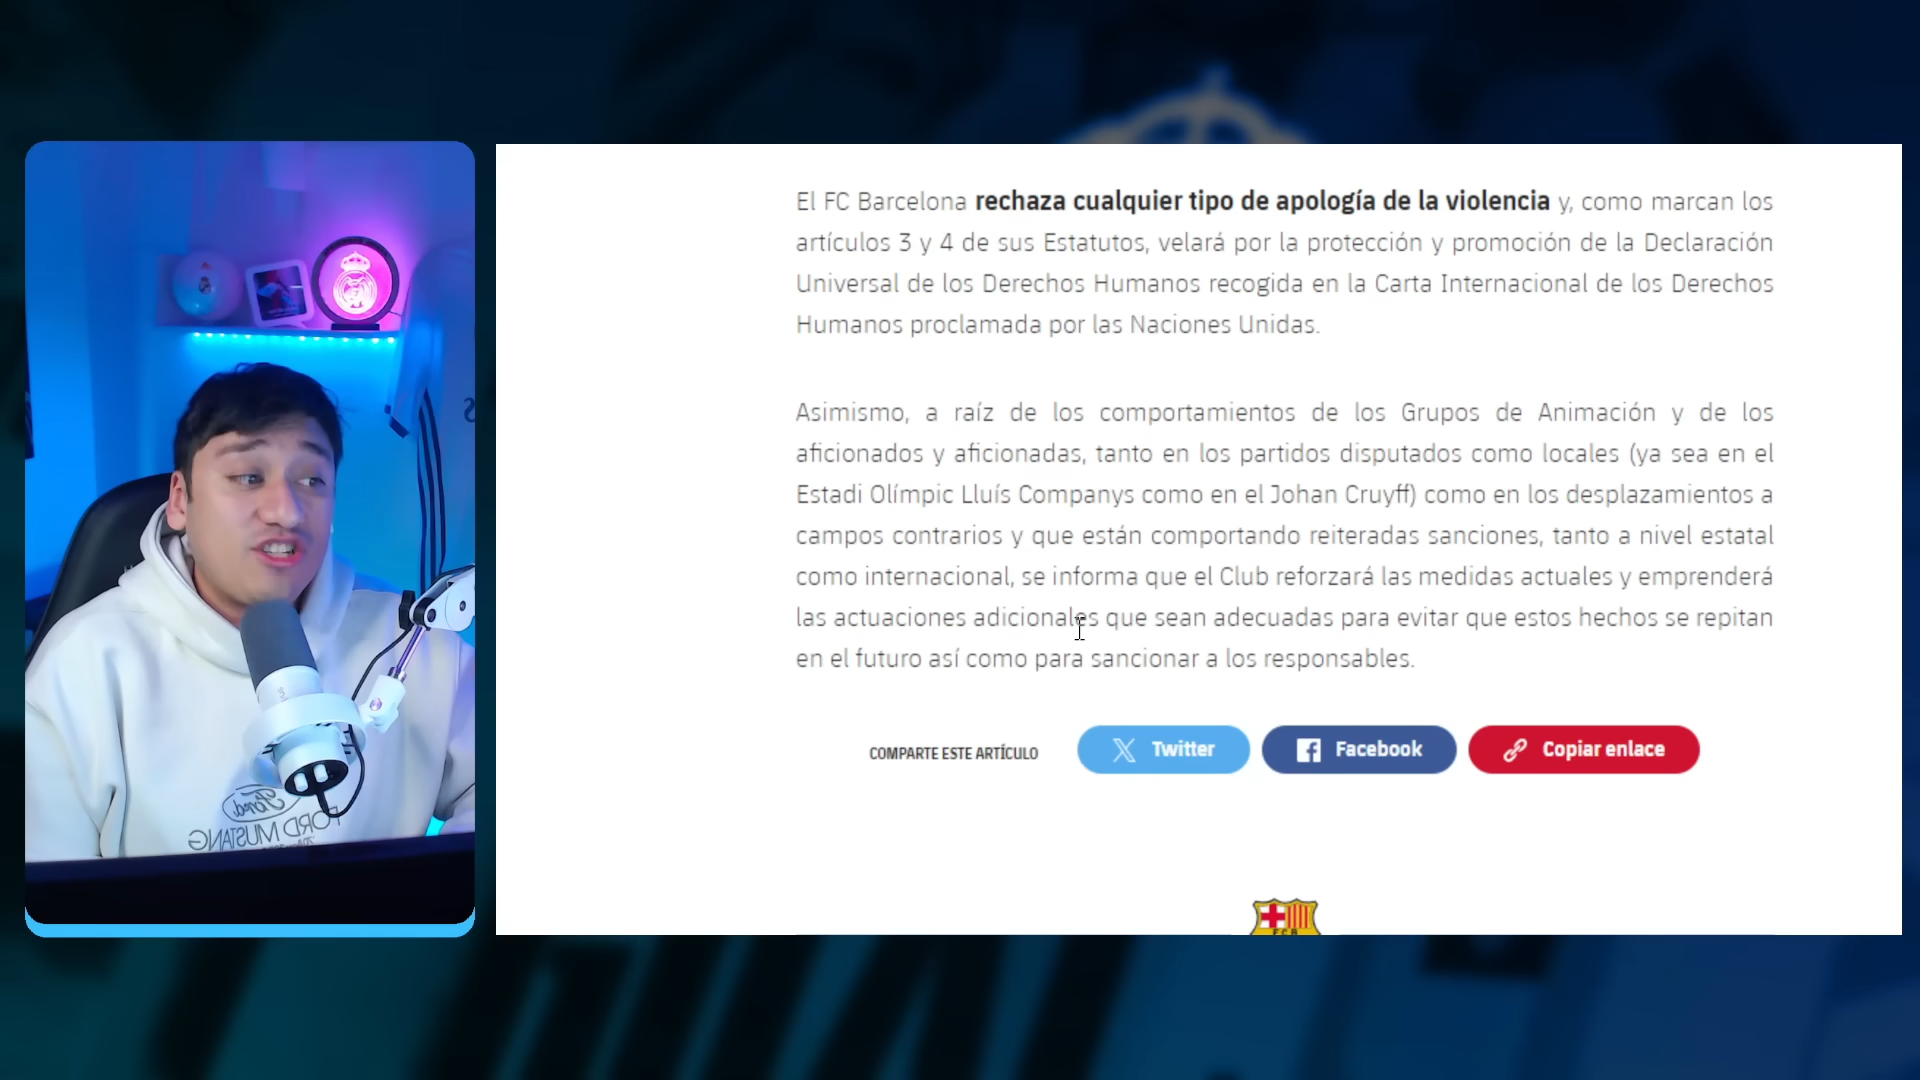 El FC Barcelona rechaza cualquier tipo de apología de la violencia y, como marcan los
artículos 3 y 4 de sus Estatutos, velará por la protección y promoción de la Declaración
Universal de los Derechos Humanos recogida en la Carta Internacional de los Derechos
Humanos proclamada por las Naciones Unidas.
Asimismo, a raíz de los comportamientos de los Grupos de Animación y de los
aficionados y aficionadas, tanto en los partidos disputados como locales (ya sea en el
Estadi Olímpic Lluís Companys como en el Johan Cruyff) como en los desplazamientos a
campos contrarios y que están comportando reiteradas sanciones, tanto a nivel estatal
como internacional, se informa que el Club reforzará las medidas actuales y emprenderá
las actuaciones adicionales que sean adecuadas para evitar que estos hechos se repitan
en el futuro así como para sancionar a los responsables.
COMPARTE ESTE ARTÍCULO
Twitter
Facebook
Copiar enlace
FCB
Ford
FORD MUSTANG